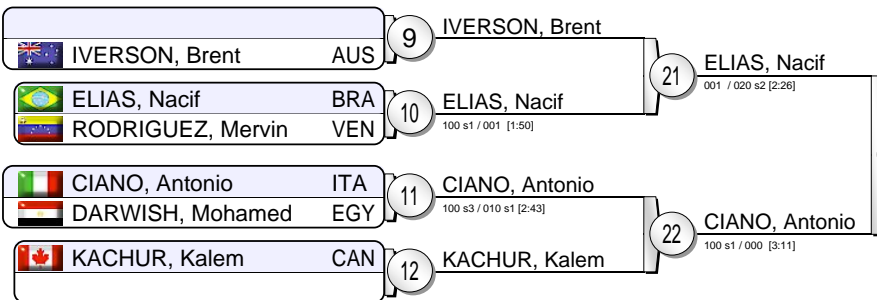 IVERSON, Brent AUS
ELIAS, Nacif BRA
RODRIGUEZ, Mervin VEN
CIANO, Antonio ITA
DARWISH, Mohamed EGY
KACHUR, Kalem CAN
9
10
11
12
IVERSON, Brent
ELIAS, Nacif
100 s1 / 001 [1:50]
CIANO, Antonio
100 s3 / 010 s1 [2:43]
KACHUR, Kalem
21
22
ELIAS, Nacif
001 / 020 s2 [2:26]
CIANO, Antonio
100 s1 / 000 [3:11]